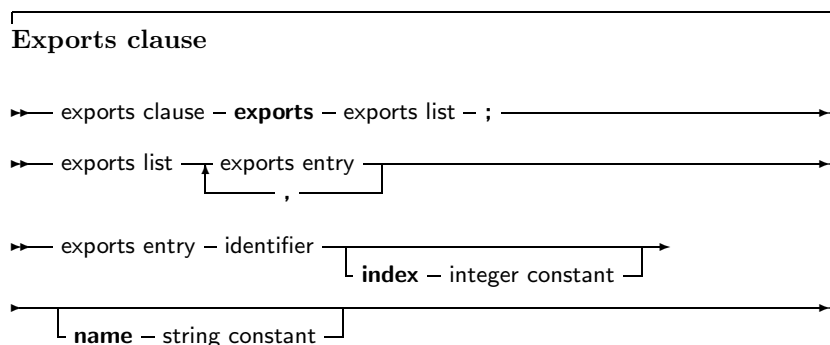 Exports clause
exports clause – exports – exports list – ;
exports list exports entry
,
exports entry – identifier
index – integer constant
name – string constant